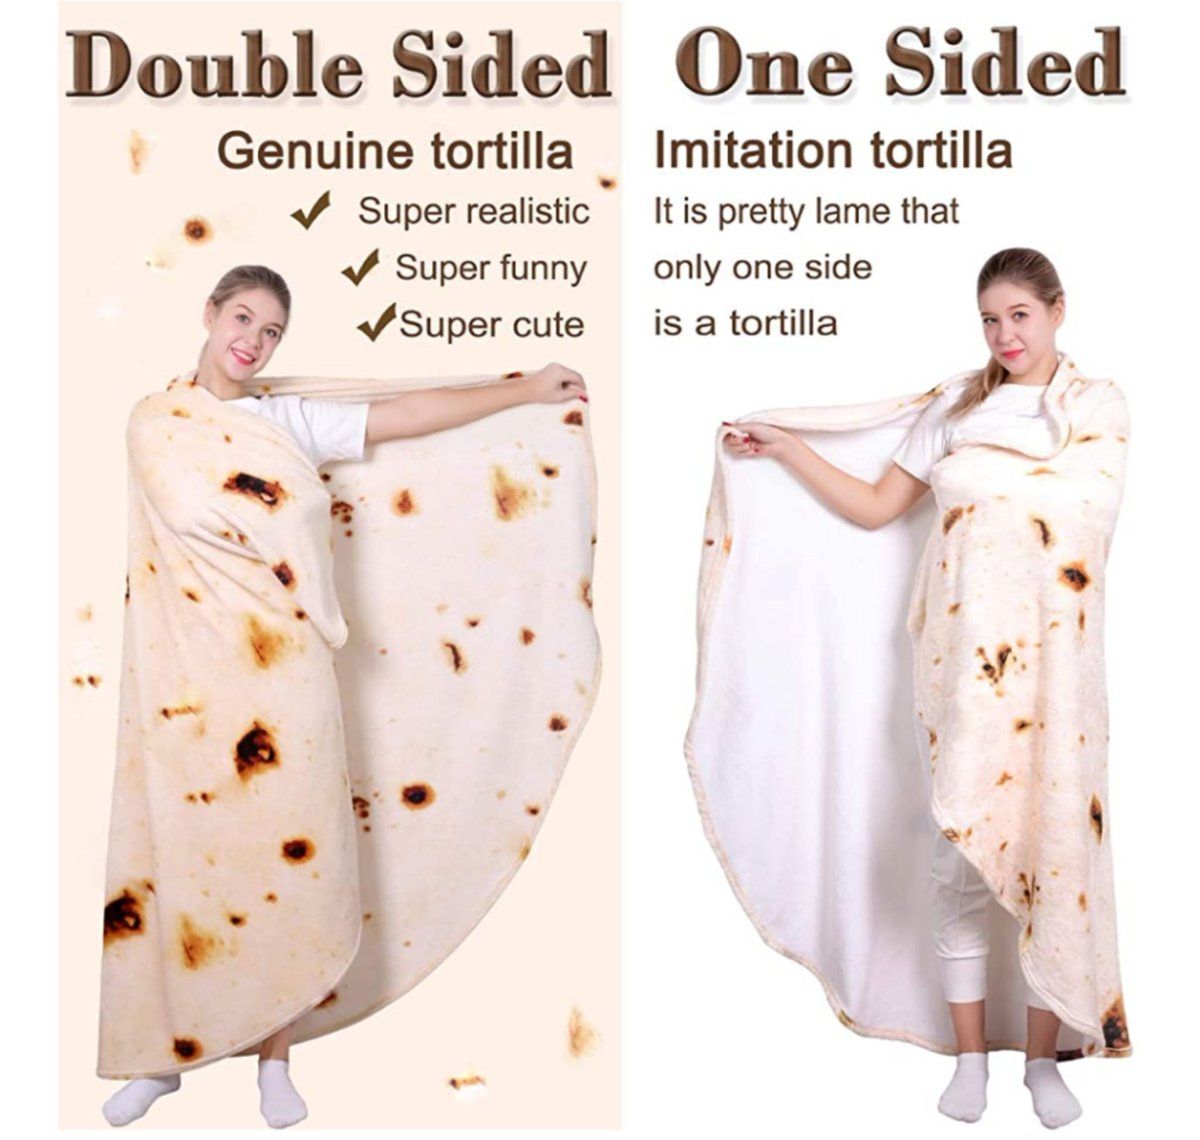 Double Sided
Genuine tortilla
Super realistic
Super funny
Super cute
One Sided
Imitation tortilla
It is pretty lame that
only one side
is a tortilla